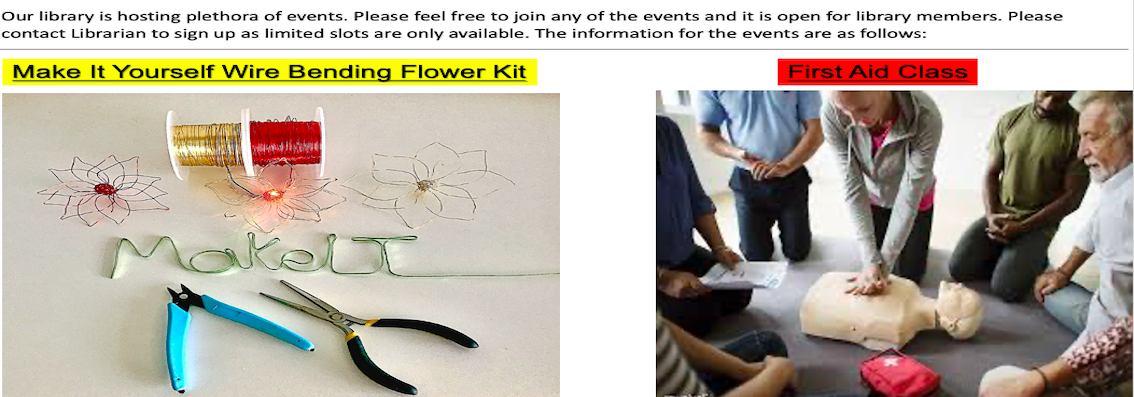 Our library is hosting plethora of events. Please feel free to join any of the events and it is open for library members. Please
contact Librarian to sign up as limited slots are only available. The information for the events are as follows:
Make It Yourself Wire Bending Flower Kit
First Aid Class
MakeIT